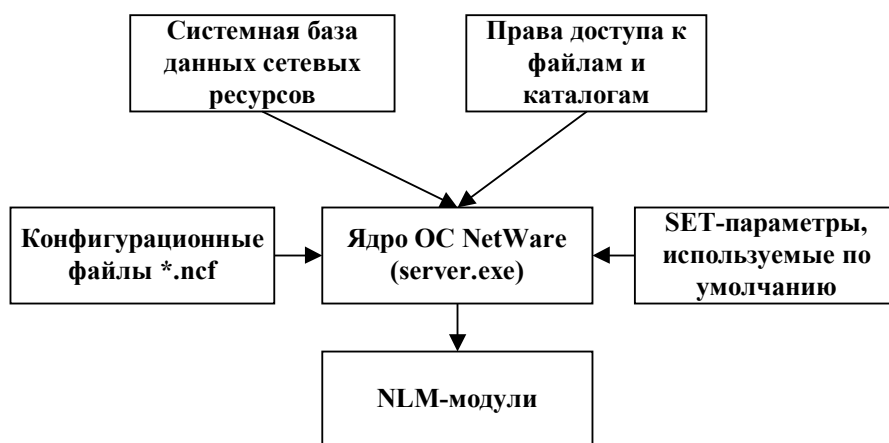 Системная база
данных сетевых
ресурсов
Права доступа к
файлам и
каталогам
Конфигурационные
файлы *.ncf
Ядро ОС NetWare
(server.exe)
SET-параметры,
используемые по
умолчанию
NLM-модули